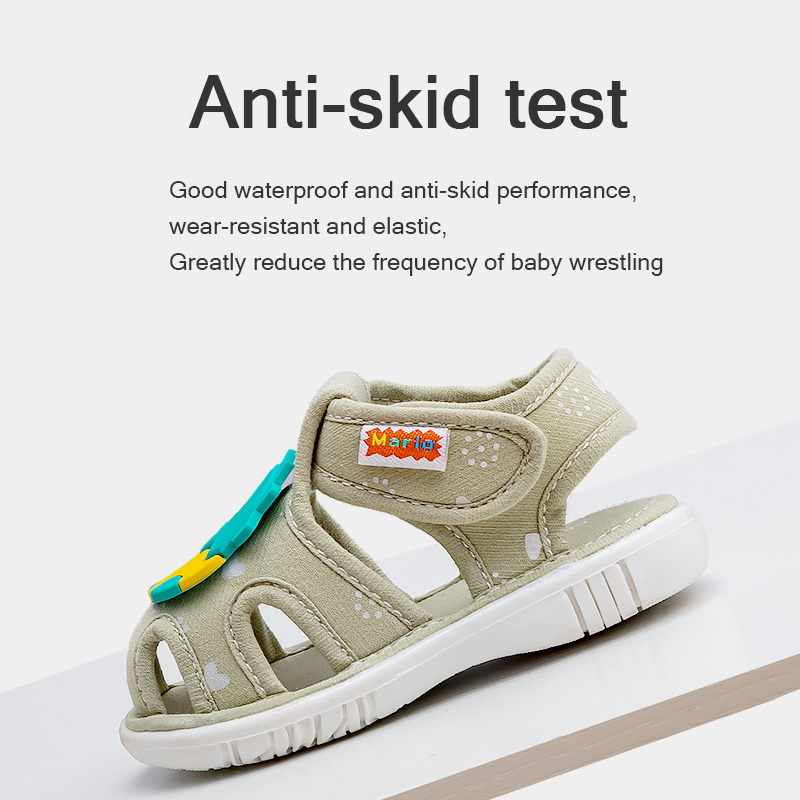 Anti-skid test
Good waterproof and anti-skid performance,
wear-resistant and elastic,
Greatly reduce the frequency of baby wrestling
Mario